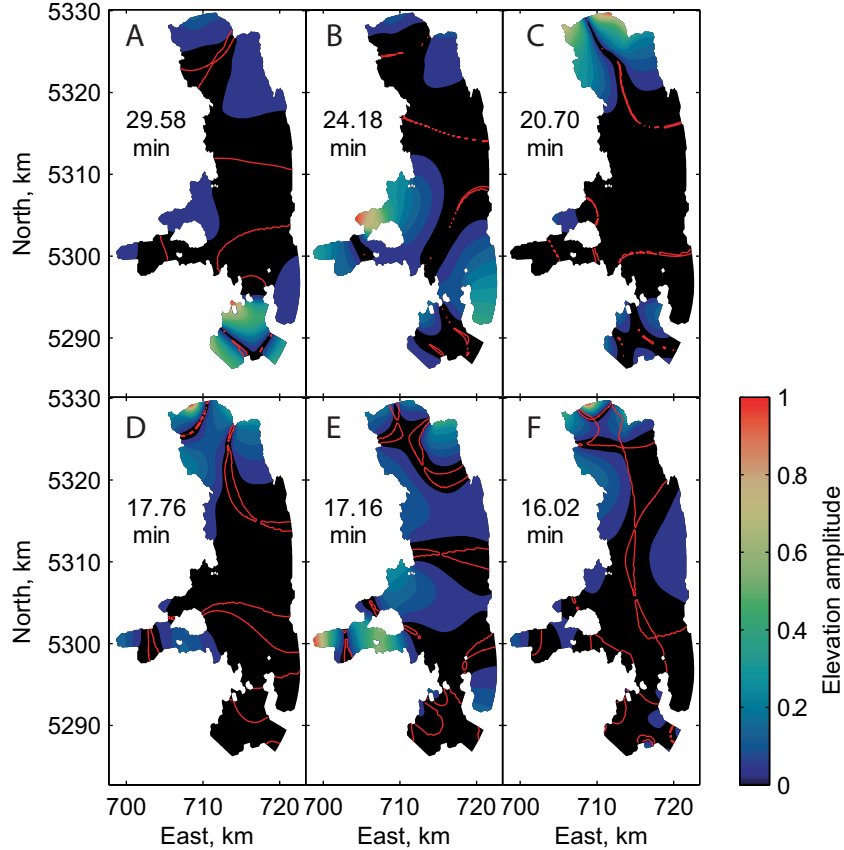 5330
5320
5310
5300
5290
North, km
A
29.58
min
B
24.18
min
C
20.70
min
5330
5320
5310
5300
5290
North, km
D
17.76
min
E
17.16
min
F
16.02
min
700 710 720
700 710 720
700 710 720
East, km
East, km
East, km
1
0.8
0.6
0.4
0.2
0
Elevation amplitude